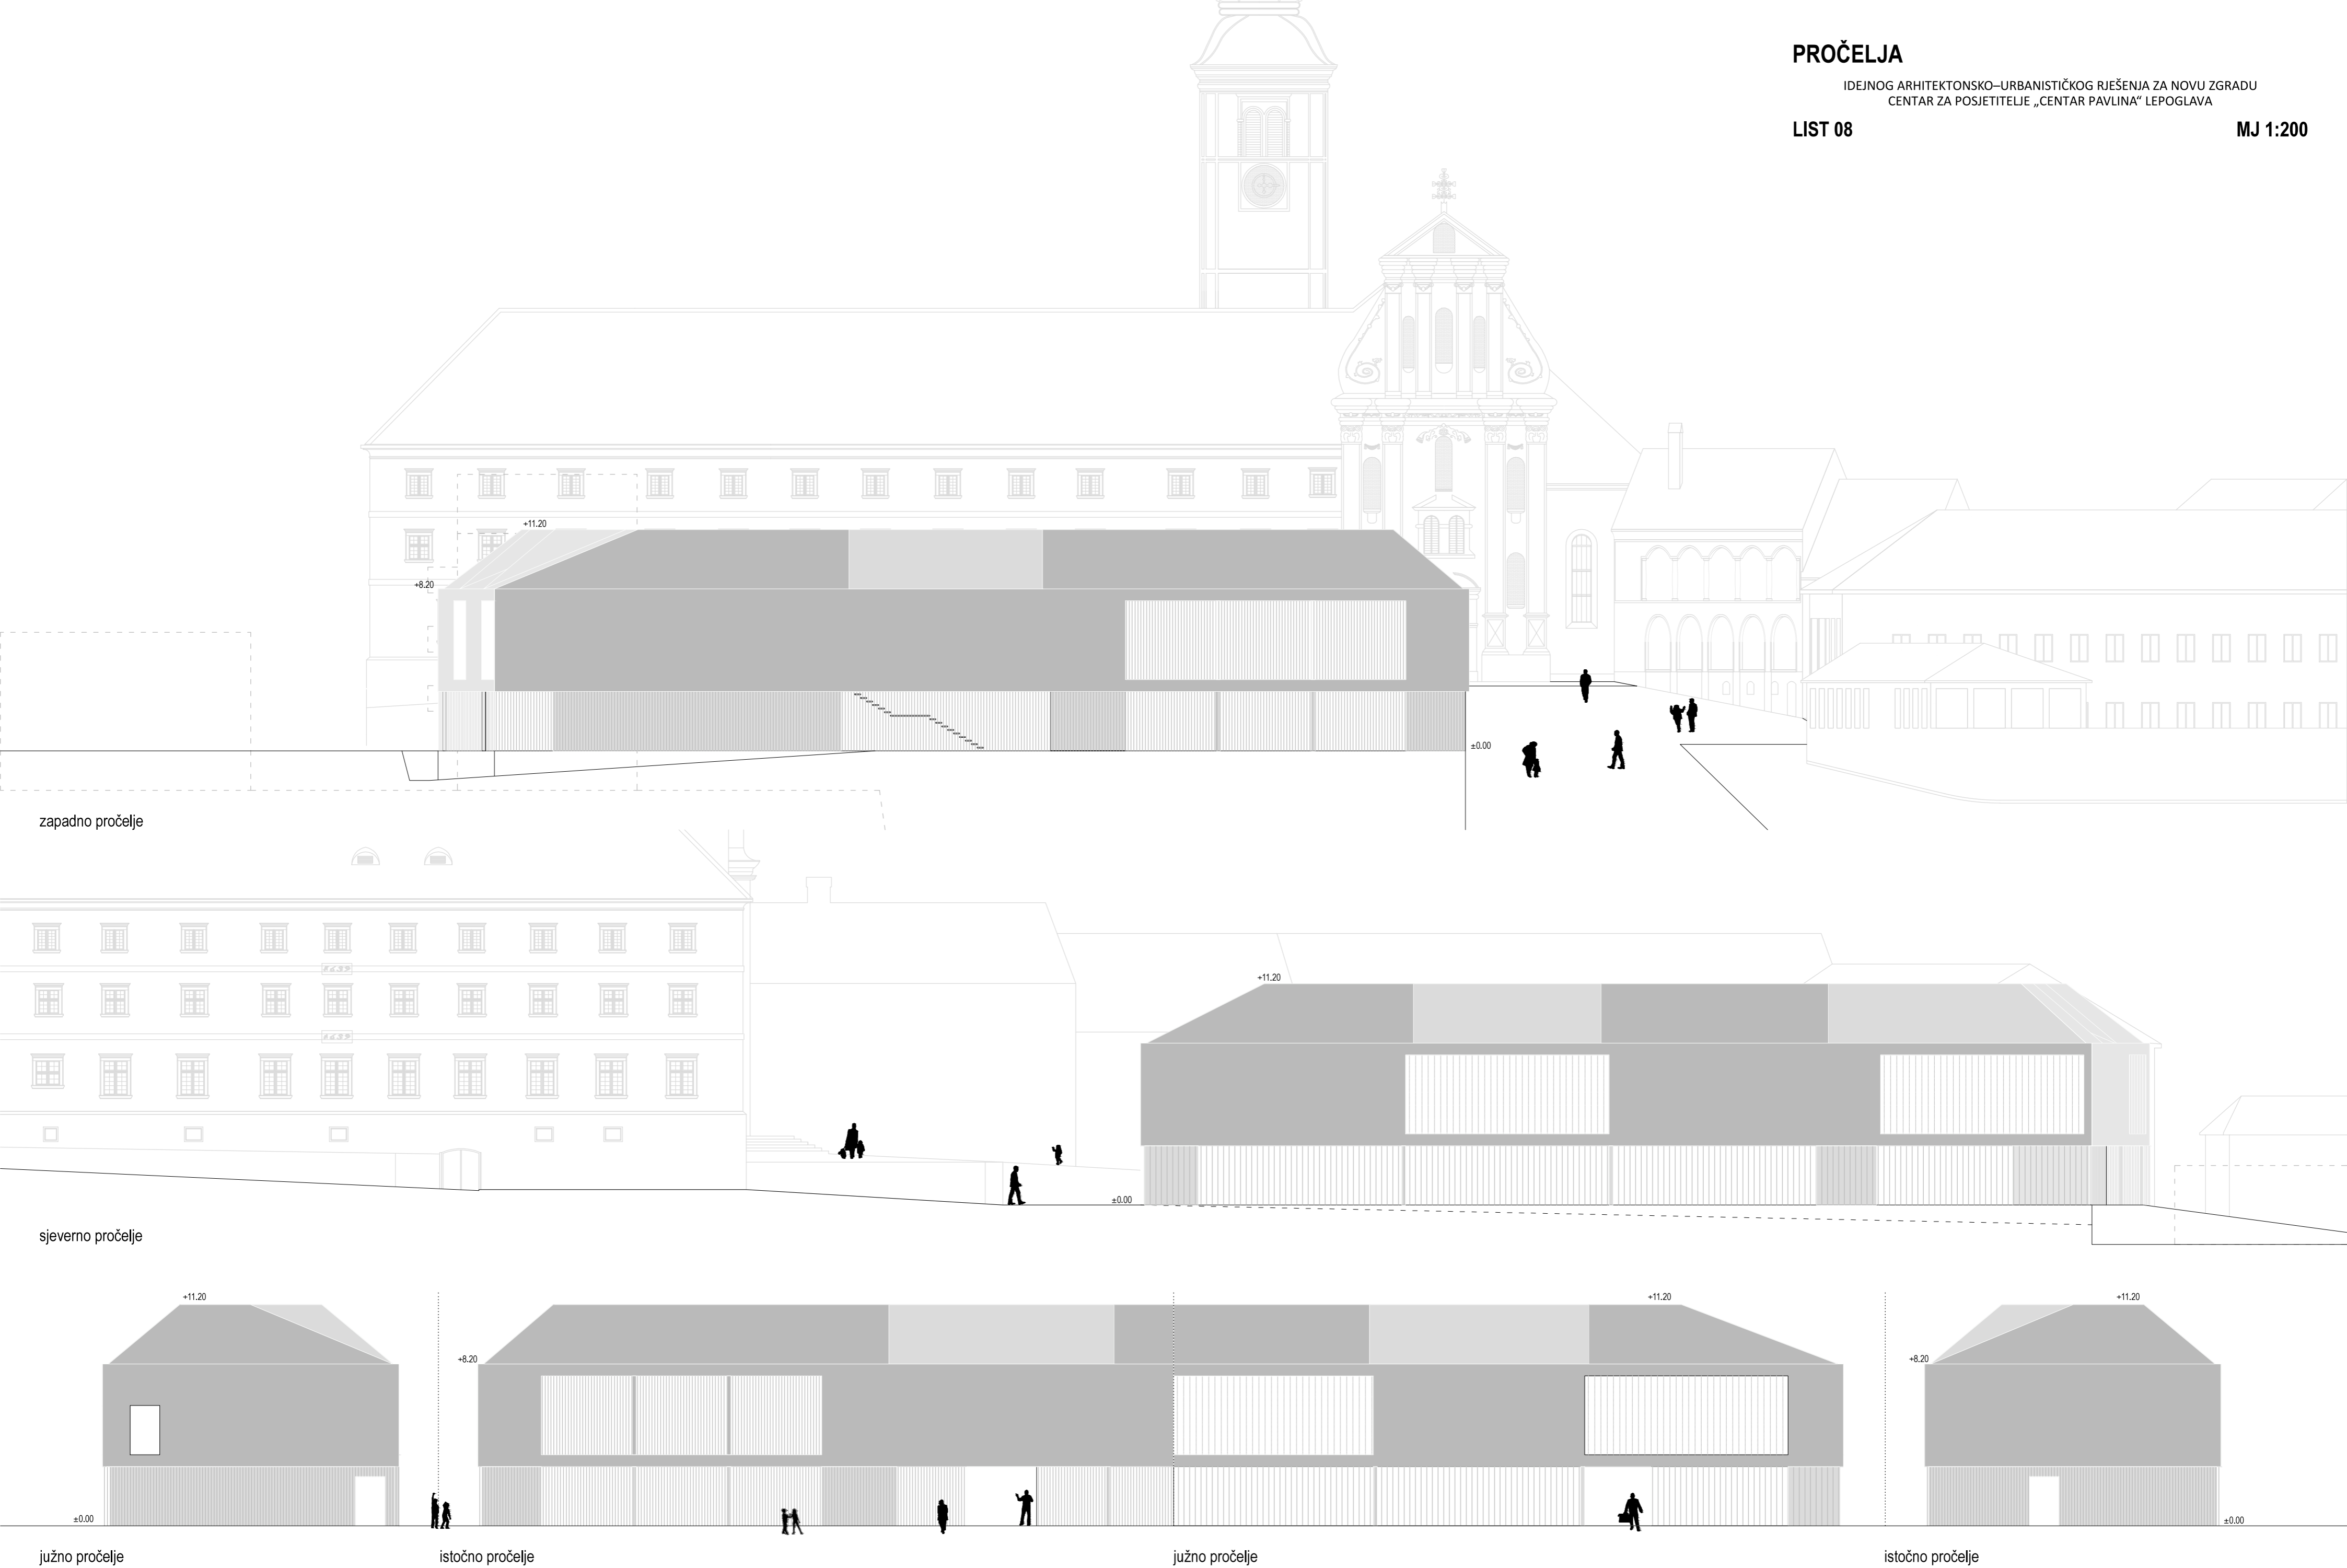 PROČELJA
IDEJNOG ARHITEKTONSKO–URBANISTIČKOG RJEŠENJA ZA NOVU ZGRADU
CENTAR ZA POSJETITELJE „CENTAR PAVLINA“ LEPOGLAVA
LIST 08 MJ 1:200
+11.20
+8.20
±0.00
zapadno pročelje
+11.20
±0.00
sjeverno pročelje
+11.20 +11.20 +11.20
+8.20 +8.20
±0.00 ±0.00
južno pročelje istočno pročelje južno pročelje istočno pročelje